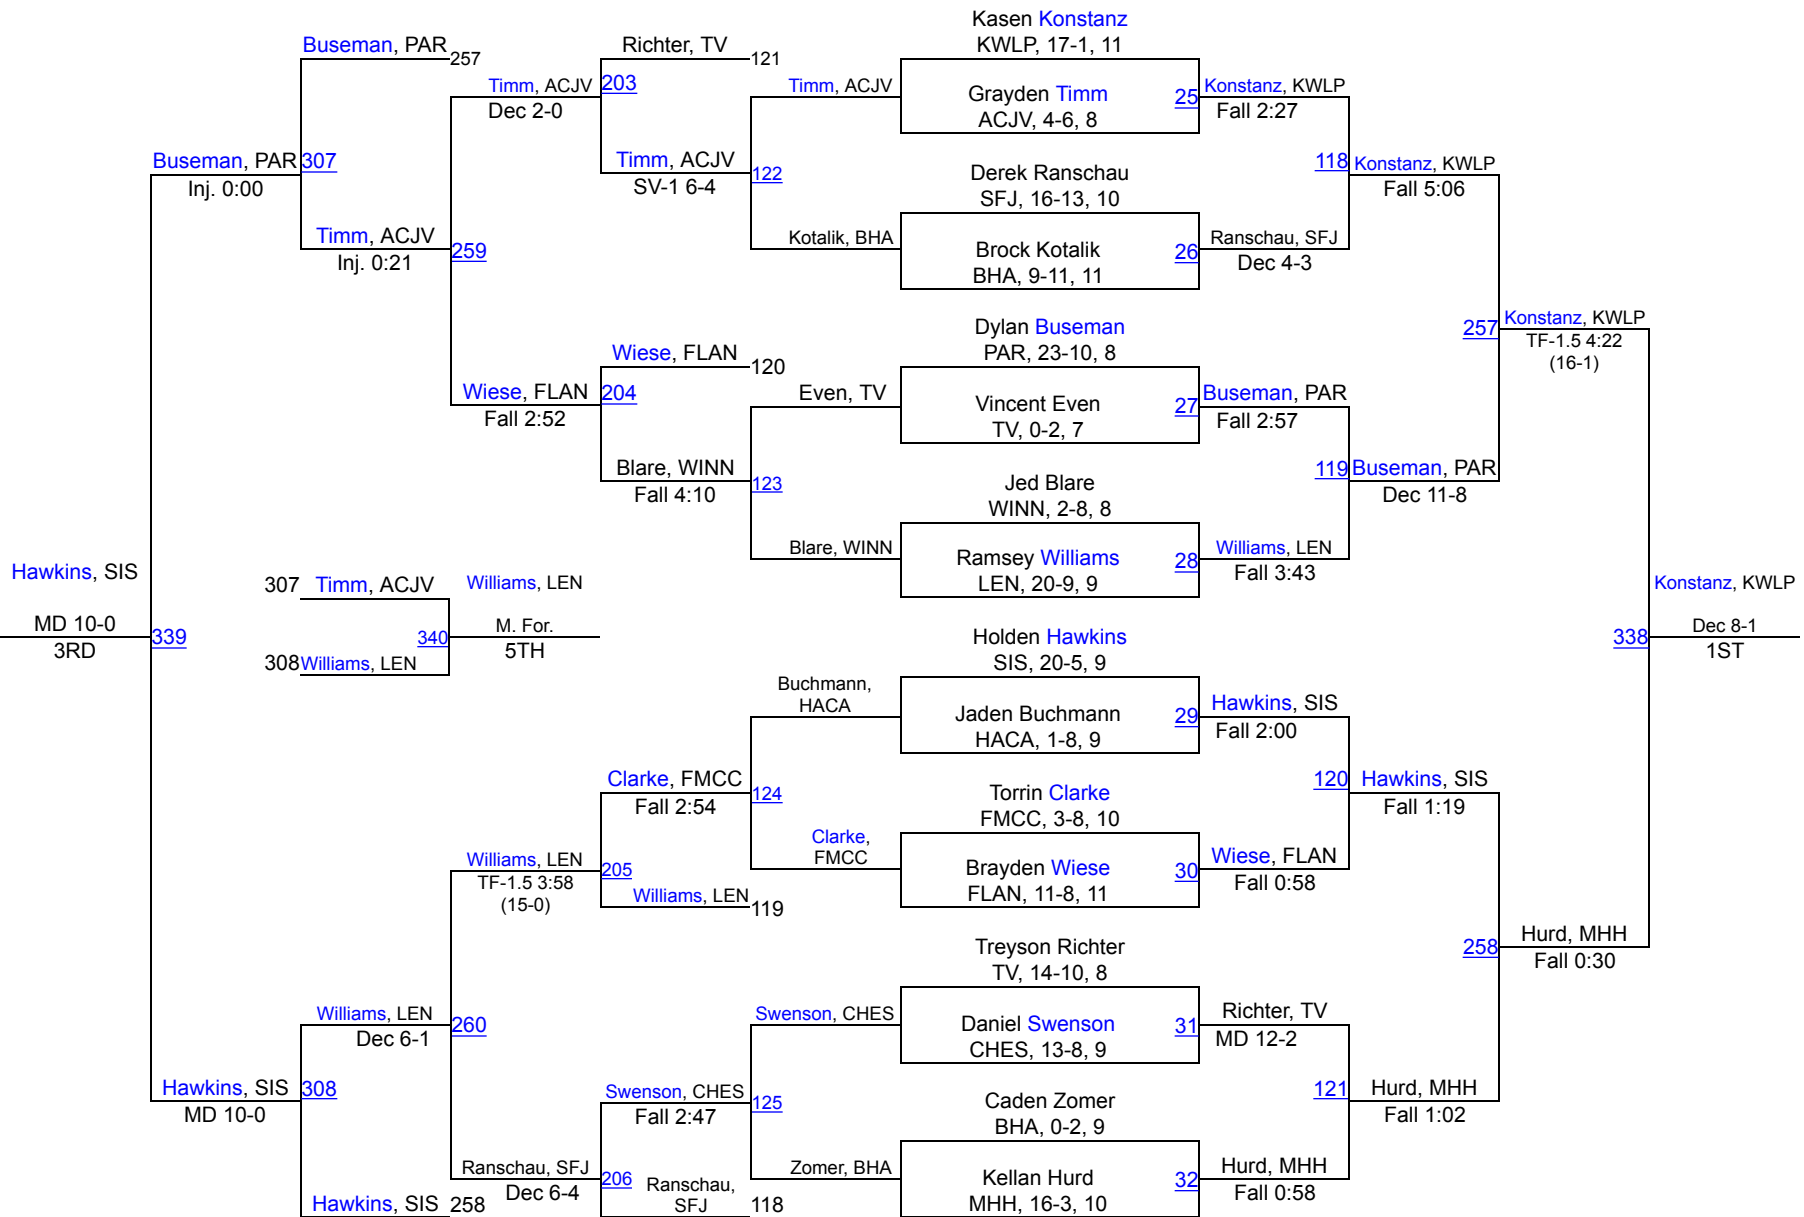 Kasen Konstanz
KWLP, 17-1, 11
Buseman, PAR
257
Richter, TV
121
Timm, ACJV
203
Dec 2-0
Timm, ACJV
Grayden Timm
ACJV, 4-6, 8
25
Konstanz, KWLP
Fall 2:27
Buseman, PAR
307
Inj. 0:00
Timm, ACJV
SV-1 6-4
122
Derek Ranschau
SFJ, 16-13, 10
118
Konstanz, KWLP
Fall 5:06
Timm, ACJV
Inj. 0:21
259
Kotalik, BHA
Brock Kotalik
BHA, 9-11, 11
26
Ranschau, SFJ
Dec 4-3
Dylan Buseman
PAR, 23-10, 8
257
Konstanz, KWLP
TF-1.5 4:22
(16-1)
Wiese, FLAN
120
Wiese, FLAN
204
Fall 2:52
Even, TV
Vincent Even
TV, 0-2, 7
27
Buseman, PAR
Fall 2:57
Blare, WINN
Fall 4:10
123
Jed Blare
WINN, 2-8, 8
119
Buseman, PAR
Dec 11-8
Blare, WINN
Ramsey Williams
LEN, 20-9, 9
28
Williams, LEN
Fall 3:43
Hawkins, SIS
MD 10-0
3RD
339
307
Timm, ACJV
308
Williams, LEN
340
Williams, LEN
M. For.
5TH
Holden Hawkins
SIS, 20-5, 9
338
Konstanz, KWLP
Dec 8-1
1ST
Buchmann,
HACA
Jaden Buchmann
HACA, 1-8, 9
29
Hawkins, SIS
Fall 2:00
Clarke, FMCC
Fall 2:54
124
Torrin Clarke
FMCC, 3-8, 10
120
Hawkins, SIS
Fall 1:19
Williams, LEN
TF-1.5 3:58
(15-0)
205
Williams, LEN
119
Clarke,
FMCC
Brayden Wiese
FLAN, 11-8, 11
30
Wiese, FLAN
Fall 0:58
Treyson Richter
TV, 14-10, 8
258
Hurd, MHH
Fall 0:30
Williams, LEN
Dec 6-1
260
Swenson, CHES
Daniel Swenson
CHES, 13-8, 9
31
Richter, TV
MD 12-2
Hawkins, SIS
MD 10-0
308
Swenson, CHES
Fall 2:47
125
Caden Zomer
BHA, 0-2, 9
121
Hurd, MHH
Fall 1:02
Ranschau, SFJ
Dec 6-4
206
Ranschau,
SFJ
118
Zomer, BHA
Kellan Hurd
MHH, 16-3, 10
32
Hurd, MHH
Fall 0:58
Hawkins, SIS
258